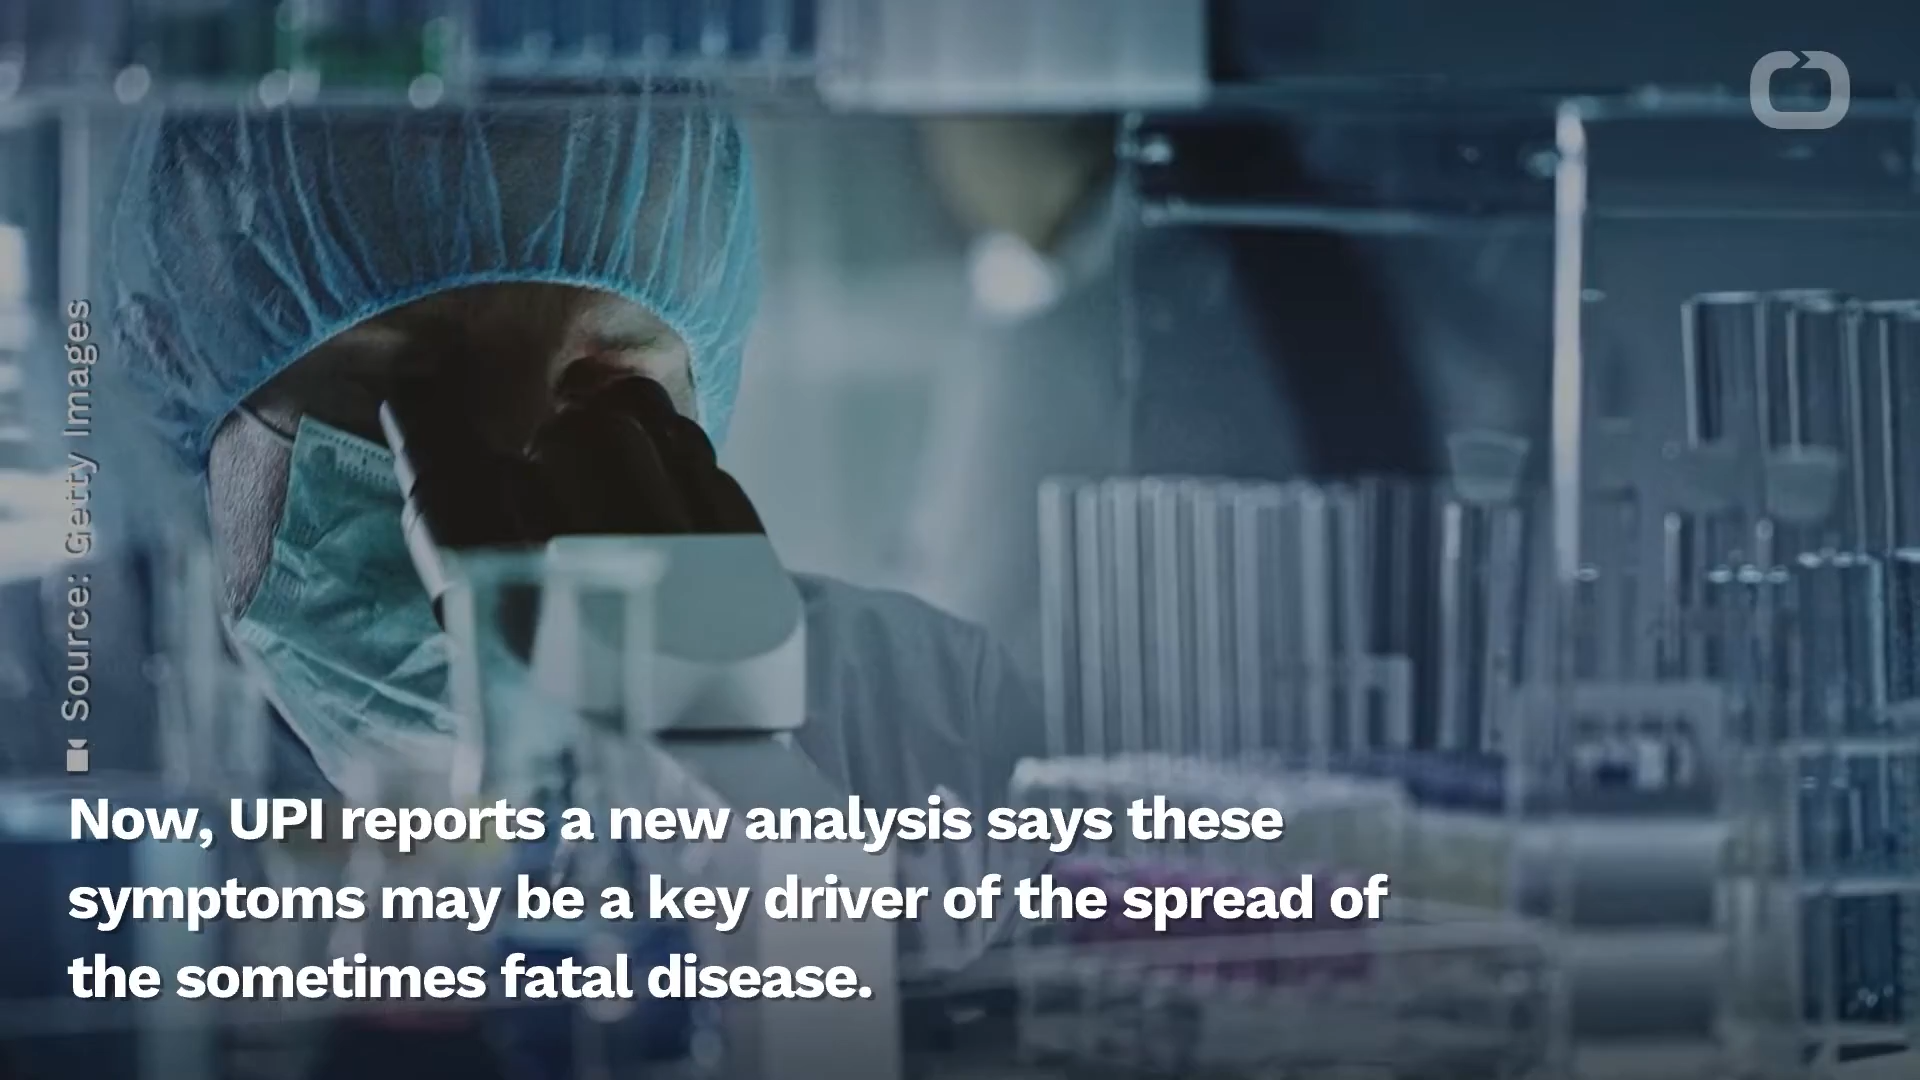 Source: Getty Images
Now, UPI reports a new analysis says these
symptoms may be a key driver of the spread of
the sometimes fatal disease.